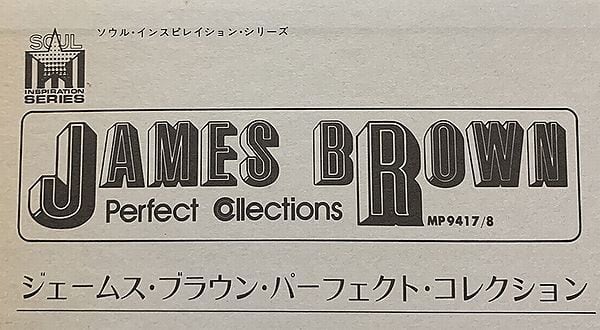 ソウル・インスピレイション・シリーズ
SOUL
INSPIRATION
SERIES
JAMES BROWN
Perfect Collections
MP9417/8
ジェームス・ブラウン・パーフェクト・コレクション